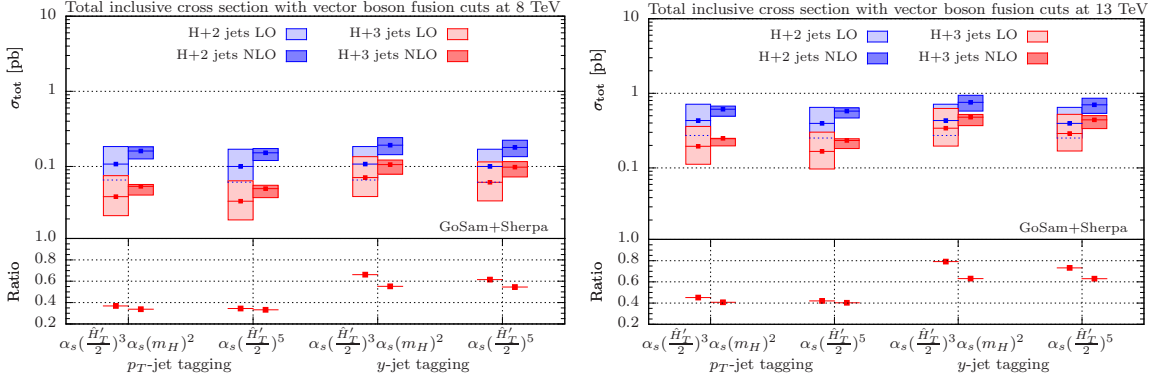 Total inclusive cross section with vector boson fusion cuts at 8 TeV
H+2 jets LO
H+3 jets LO
H+2 jets NLO
H+3 jets NLO
σtot [pb]
10
1
0.1
1.0
GoSam+Sherpa
Ratio
0.8
0.6
0.4
0.2
αs(Ĥ′T/2)³αs(mH)²
αs(Ĥ′T/2)⁵
αs(Ĥ′T/2)³αs(mH)²
αs(Ĥ′T/2)⁵
pT-jet tagging
y-jet tagging
Total inclusive cross section with vector boson fusion cuts at 13 TeV
H+2 jets LO
H+3 jets LO
H+2 jets NLO
H+3 jets NLO
σtot [pb]
10
1
0.1
1.0
GoSam+Sherpa
Ratio
0.8
0.6
0.4
0.2
αs(Ĥ′T/2)³αs(mH)²
αs(Ĥ′T/2)⁵
αs(Ĥ′T/2)³αs(mH)²
αs(Ĥ′T/2)⁵
pT-jet tagging
y-jet tagging